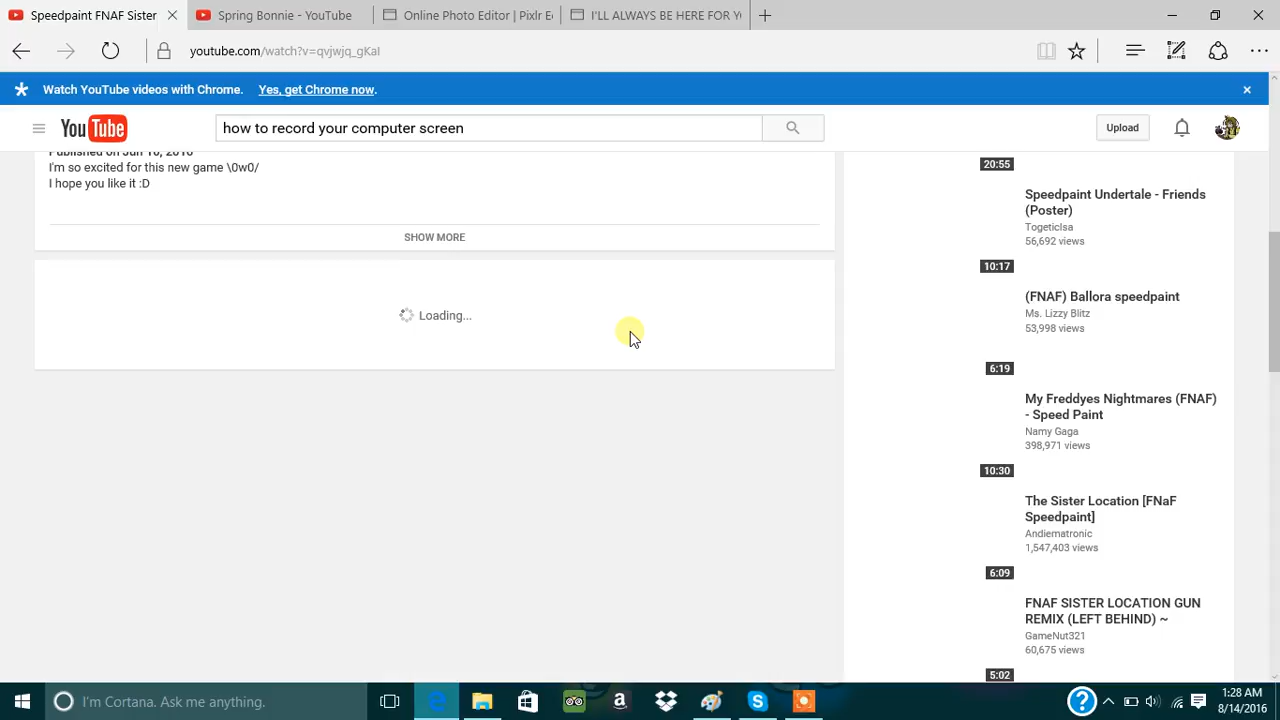 Speedpaint FNAF Sister
Spring Bonnie - YouTube
Online Photo Editor | Pixlr E
I'LL ALWAYS BE HERE FOR Y
youtube.com/watch?v=qvjwjq_gKaI
Watch YouTube videos with Chrome. Yes, get Chrome now.
YouTube
how to record your computer screen
Upload
Published on Jun 16, 2016
I'm so excited for this new game \0w0/
I hope you like it :D
SHOW MORE
Loading...
20:55
Speedpaint Undertale - Friends
(Poster)
TogeticIsa
56,692 views
10:17
(FNAF) Ballora speedpaint
Ms. Lizzy Blitz
53,998 views
6:19
My Freddyes Nightmares (FNAF)
- Speed Paint
Namy Gaga
398,971 views
10:30
The Sister Location [FNaF
Speedpaint]
Andiematronic
1,547,403 views
6:09
FNAF SISTER LOCATION GUN
REMIX (LEFT BEHIND) ~
GameNut321
60,675 views
5:02
I'm Cortana. Ask me anything.
1:28 AM
8/14/2016